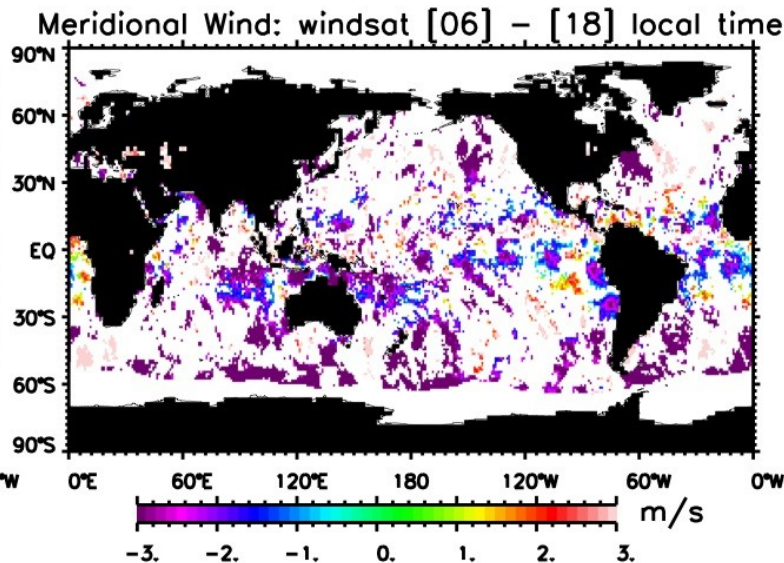 Meridional Wind: windsat [06] - [18] local time
90°N
60°N
30°N
EQ
30°S
60°S
90°S
°W 0°E 60°E 120°E 180 120°W 60°W 0°W
m/s
-3. -2. -1. 0. 1. 2. 3.